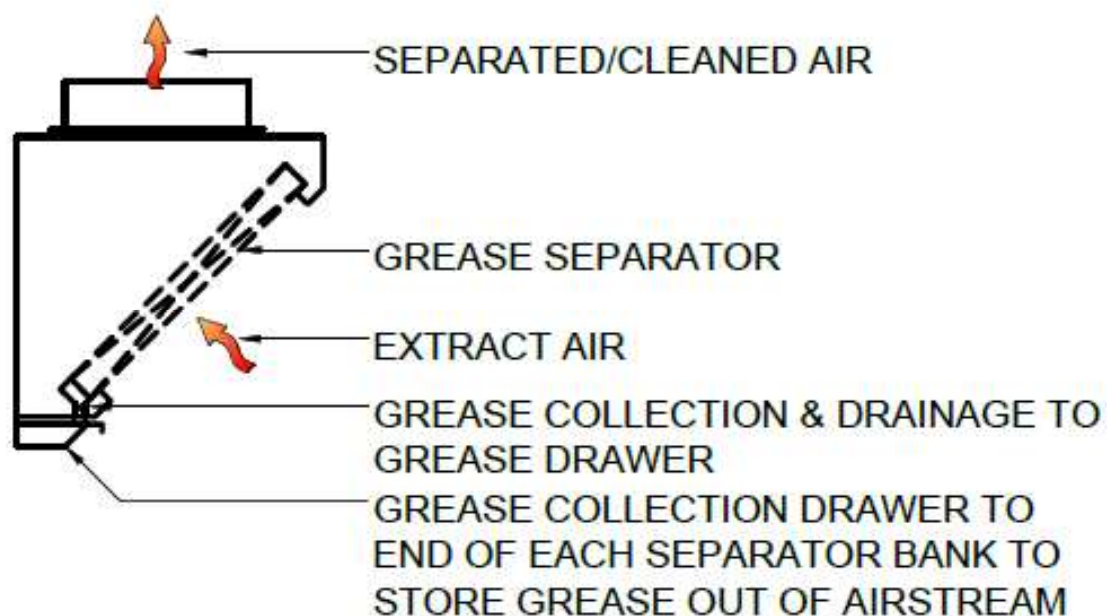 SEPARATED/CLEANED AIR
GREASE SEPARATOR
EXTRACT AIR
GREASE COLLECTION & DRAINAGE TO
GREASE DRAWER
GREASE COLLECTION DRAWER TO
END OF EACH SEPARATOR BANK TO
STORE GREASE OUT OF AIRSTREAM